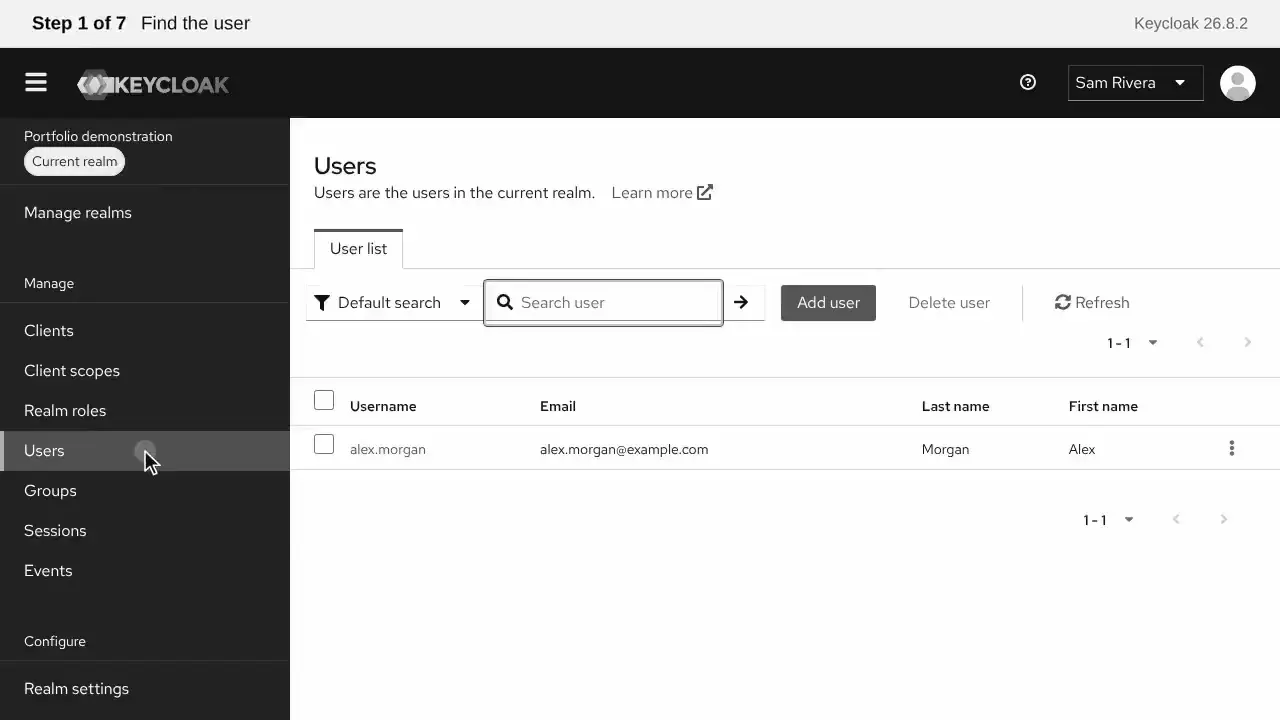 Step 1 of 7 Find the user
Keycloak 26.8.2
KEYCLOAK
Sam Rivera
Portfolio demonstration
Current realm
Manage realms
Manage
Clients
Client scopes
Realm roles
Users
Groups
Sessions
Events
Configure
Realm settings
Users
Users are the users in the current realm. Learn more
User list
Default search
Search user
Add user
Delete user
Refresh
1 - 1
Username Email Last name First name
alex.morgan alex.morgan@example.com Morgan Alex
1 - 1